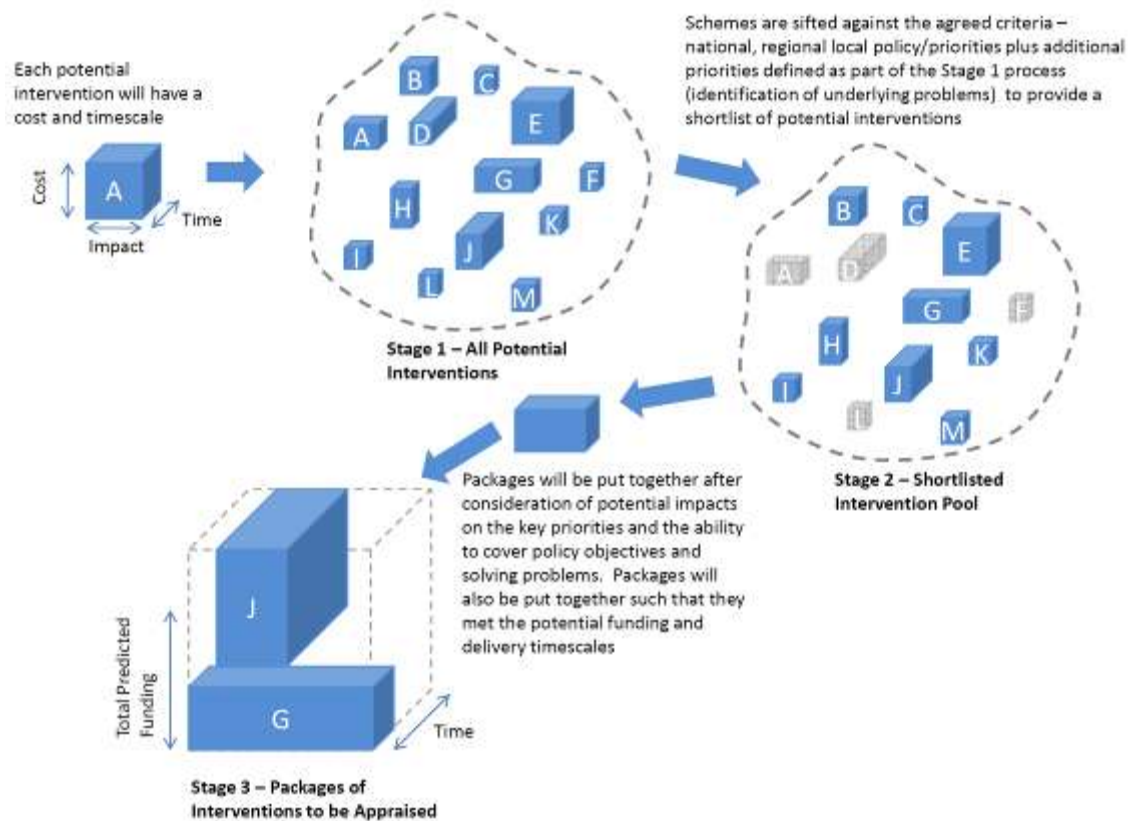 Each potential
intervention will have a
cost and timescale
Cost
A
Time
Impact
B
C
A
D
E
G
F
H
K
I
J
L
M
Stage 1 – All Potential
Interventions
Schemes are sifted against the agreed criteria –
national, regional local policy/priorities plus additional
priorities defined as part of the Stage 1 process
(identification of underlying problems) to provide a
shortlist of potential interventions
B
C
E
A
D
G
F
H
K
I
J
L
M
Stage 2 – Shortlisted
Intervention Pool
Packages will be put together after
consideration of potential impacts
on the key priorities and the ability
to cover policy objectives and
solving problems. Packages will
also be put together such that they
met the potential funding and
delivery timescales
J
G
Total Predicted
Funding
Time
Stage 3 – Packages of
Interventions to be Appraised